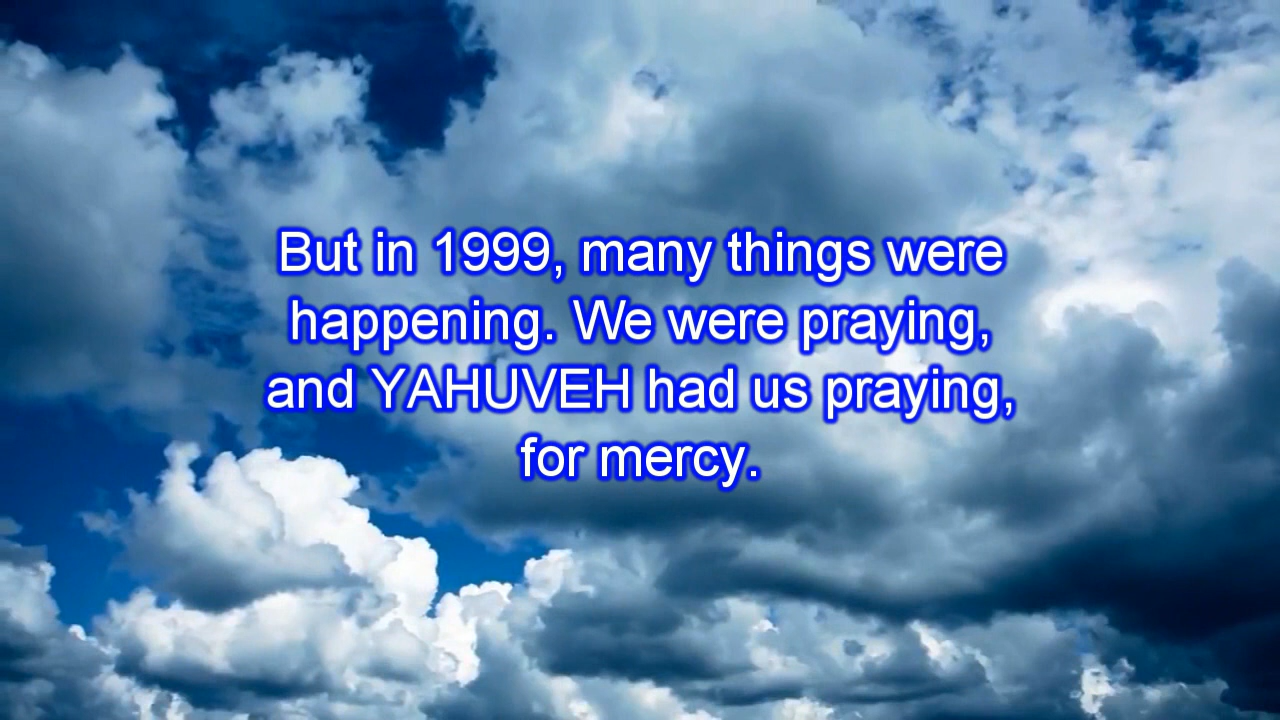 But in 1999, many things were
happening. We were praying,
and YAHUVEH had us praying,
for mercy.